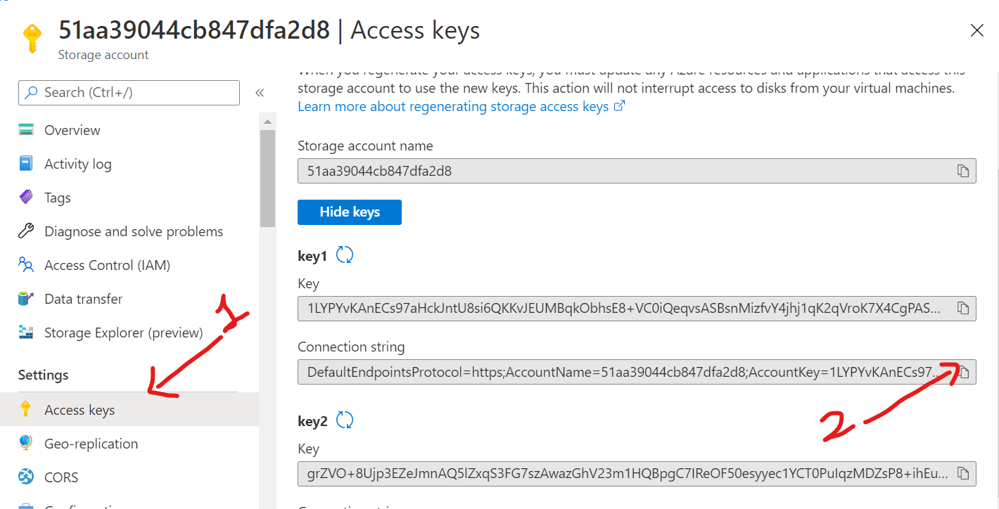 51aa39044cb847dfa2d8 | Access keys
Storage account
Search (Ctrl+/)
«
Overview
Activity log
Tags
Diagnose and solve problems
Access Control (IAM)
Data transfer
Storage Explorer (preview)
Settings
Access keys
Geo-replication
CORS
1
When you regenerate your access keys, you must update any Azure resources and applications that access this
storage account to use the new keys. This action will not interrupt access to disks from your virtual machines.
Learn more about regenerating storage access keys
Storage account name
51aa39044cb847dfa2d8
Hide keys
key1
Key
1LYPYvKAnECs97aHckJntU8si6QKKvJEUMBqkObhsE8+VC0iQeqvsASBsnMizfvY4jhj1qK2qVroK7X4CgPAS...
Connection string
DefaultEndpointsProtocol=https;AccountName=51aa39044cb847dfa2d8;AccountKey=1LYPYvKAnECs97...
2
key2
Key
grZVO+8Ujp3EZeJmnAQ5lZxqS3FG7szAwazGhV23m1HQBpgC7IReOF50esyyec1YCT0PuIqzMDZsP8+ihEu...